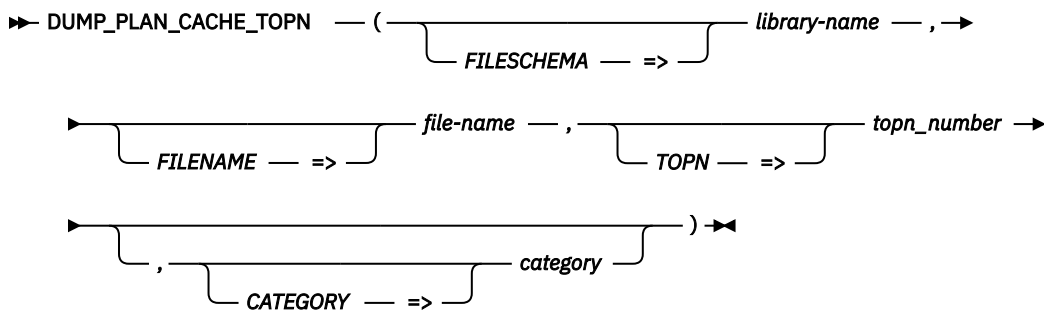 DUMP_PLAN_CACHE_TOPN ( library-name ,
FILESCHEMA =>
file-name , topn_number
FILENAME => TOPN =>
)
, category
CATEGORY =>